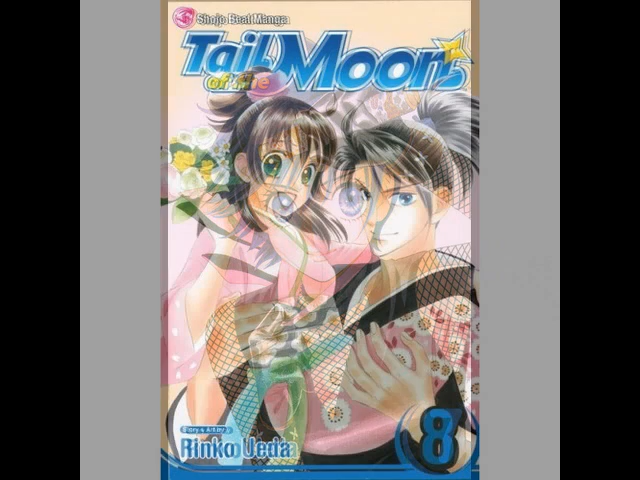 Shojo Beat Manga
Tail
of the
Moon
Story & Art by
Rinko Ueda
8